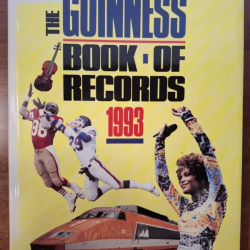 THE GUINNESS
BOOK OF
RECORDS
1993